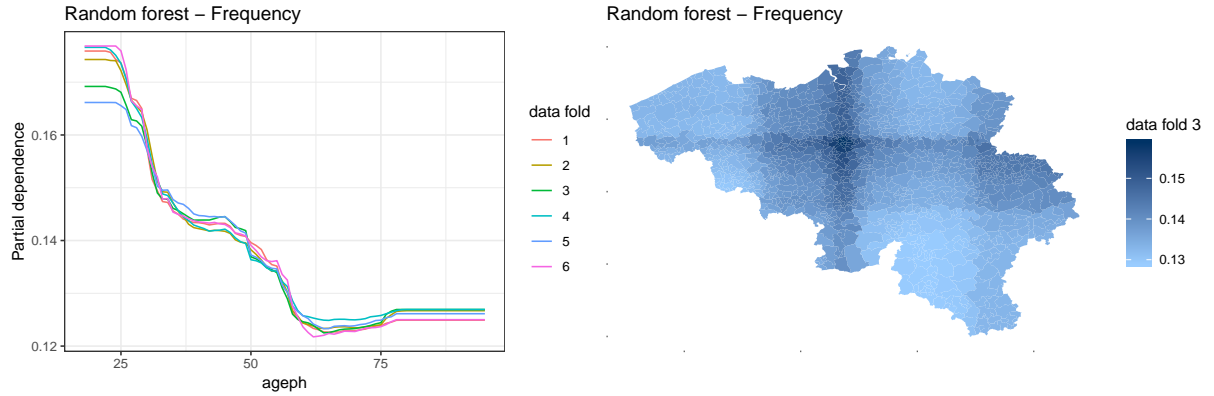 Random forest – Frequency
Partial dependence
0.16
0.14
0.12
25
50
75
ageph
data fold
1
2
3
4
5
6
Random forest – Frequency
data fold 3
0.15
0.14
0.13